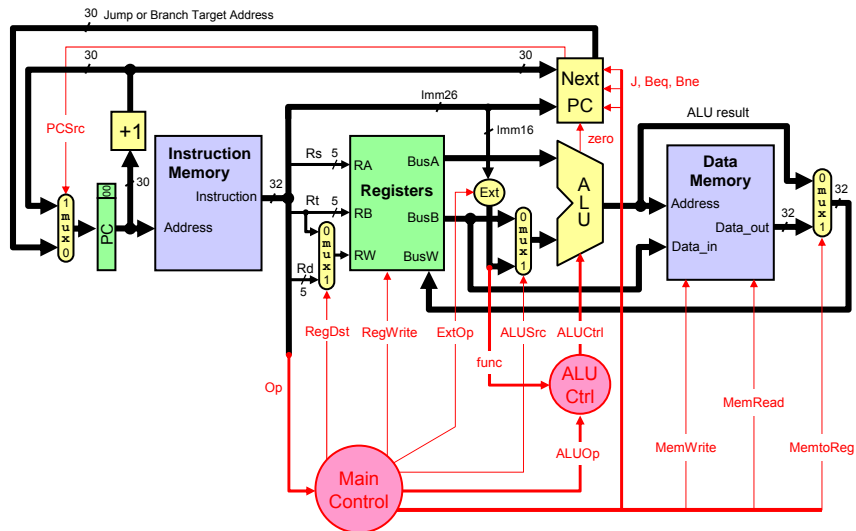 30 Jump or Branch Target Address
30
30
Next
PC
J, Beq, Bne
PCSrc
+1
Imm26
Imm16
zero
ALU result
Instruction
Memory
Instruction
Address
32
30
00
PC
1
mux
0
Rs 5
RA
Registers
BusA
Ext
A
L
U
Data
Memory
Address
Data_out
Data_in
32
0
mux
1
32
Rt 5
RB
BusB
0
mux
1
RW
BusW
Rd
5
0
mux
1
RegDst
RegWrite
ExtOp
ALUSrc
ALUCtrl
func
Op
ALU
Ctrl
ALUOp
MemWrite
MemRead
MemtoReg
Main
Control